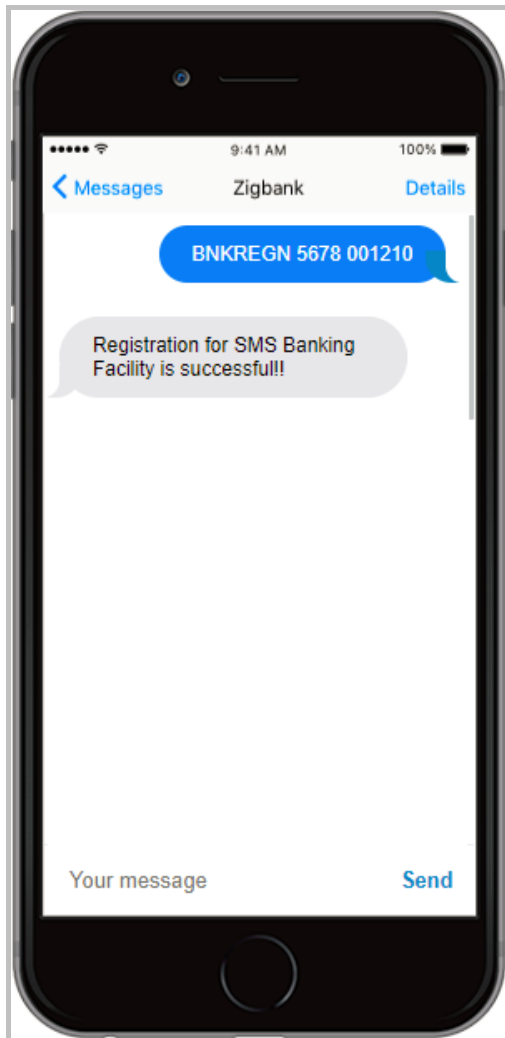 9:41 AM 100%
Messages Zigbank Details
BNKREGN 5678 001210
Registration for SMS Banking
Facility is successful!!
Your message Send